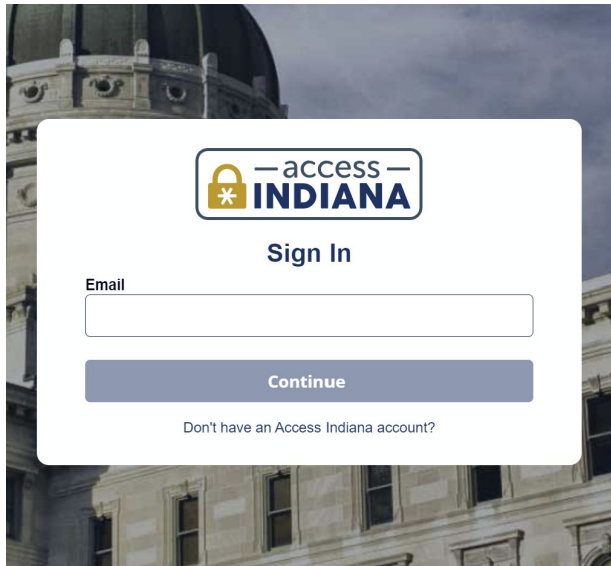 access
INDIANA
Sign In
Email
Continue
Don't have an Access Indiana account?